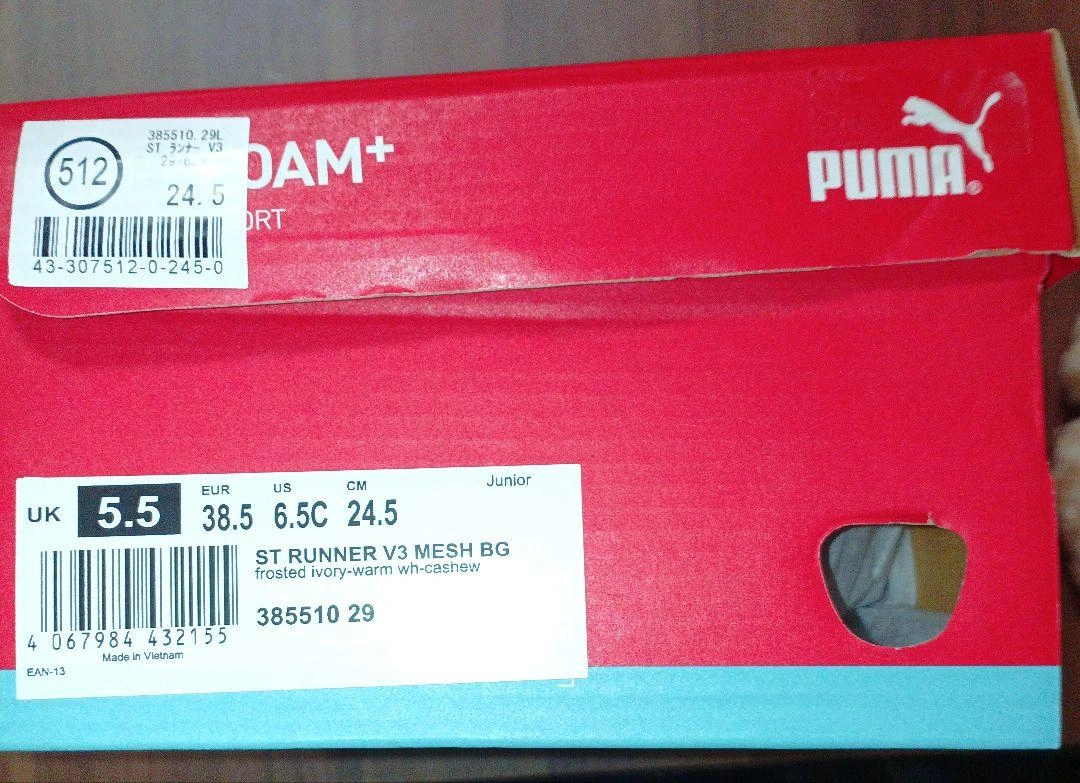 512
385510 29L
ST ランナー V3
24.5
43-307512-0-245-0
OAM+
ORT
PUMA®
UK 5.5
EUR US CM
38.5 6.5C 24.5
Junior
ST RUNNER V3 MESH BG
frosted ivory-warm wh-cashew
385510 29
4 067984 432155
Made in Vietnam
EAN-13